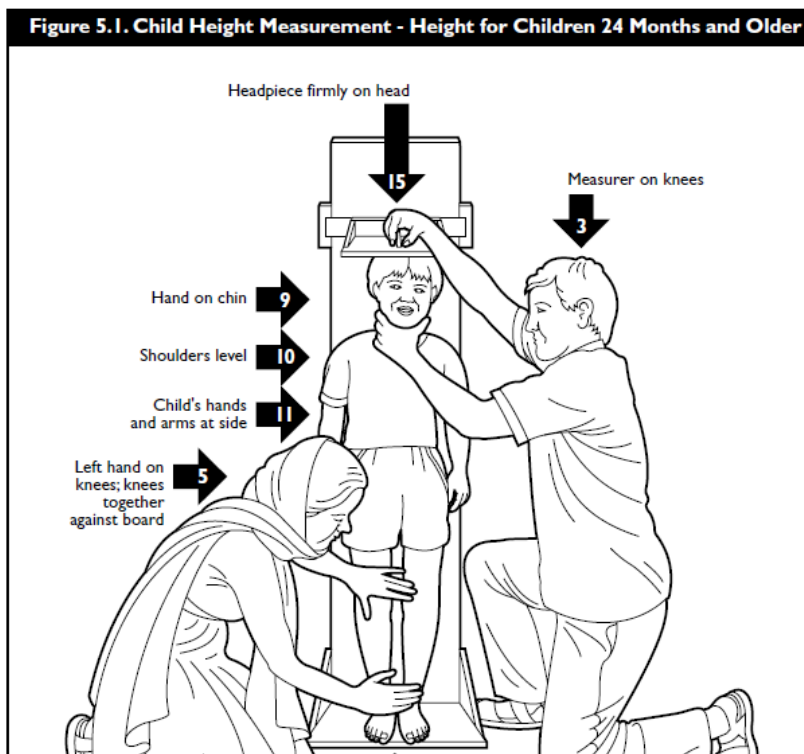 Figure 5.1. Child Height Measurement - Height for Children 24 Months and Older
Headpiece firmly on head
15
Measurer on knees
3
Hand on chin
9
Shoulders level
10
Child's hands
and arms at side
11
Left hand on
knees; knees
together
against board
5